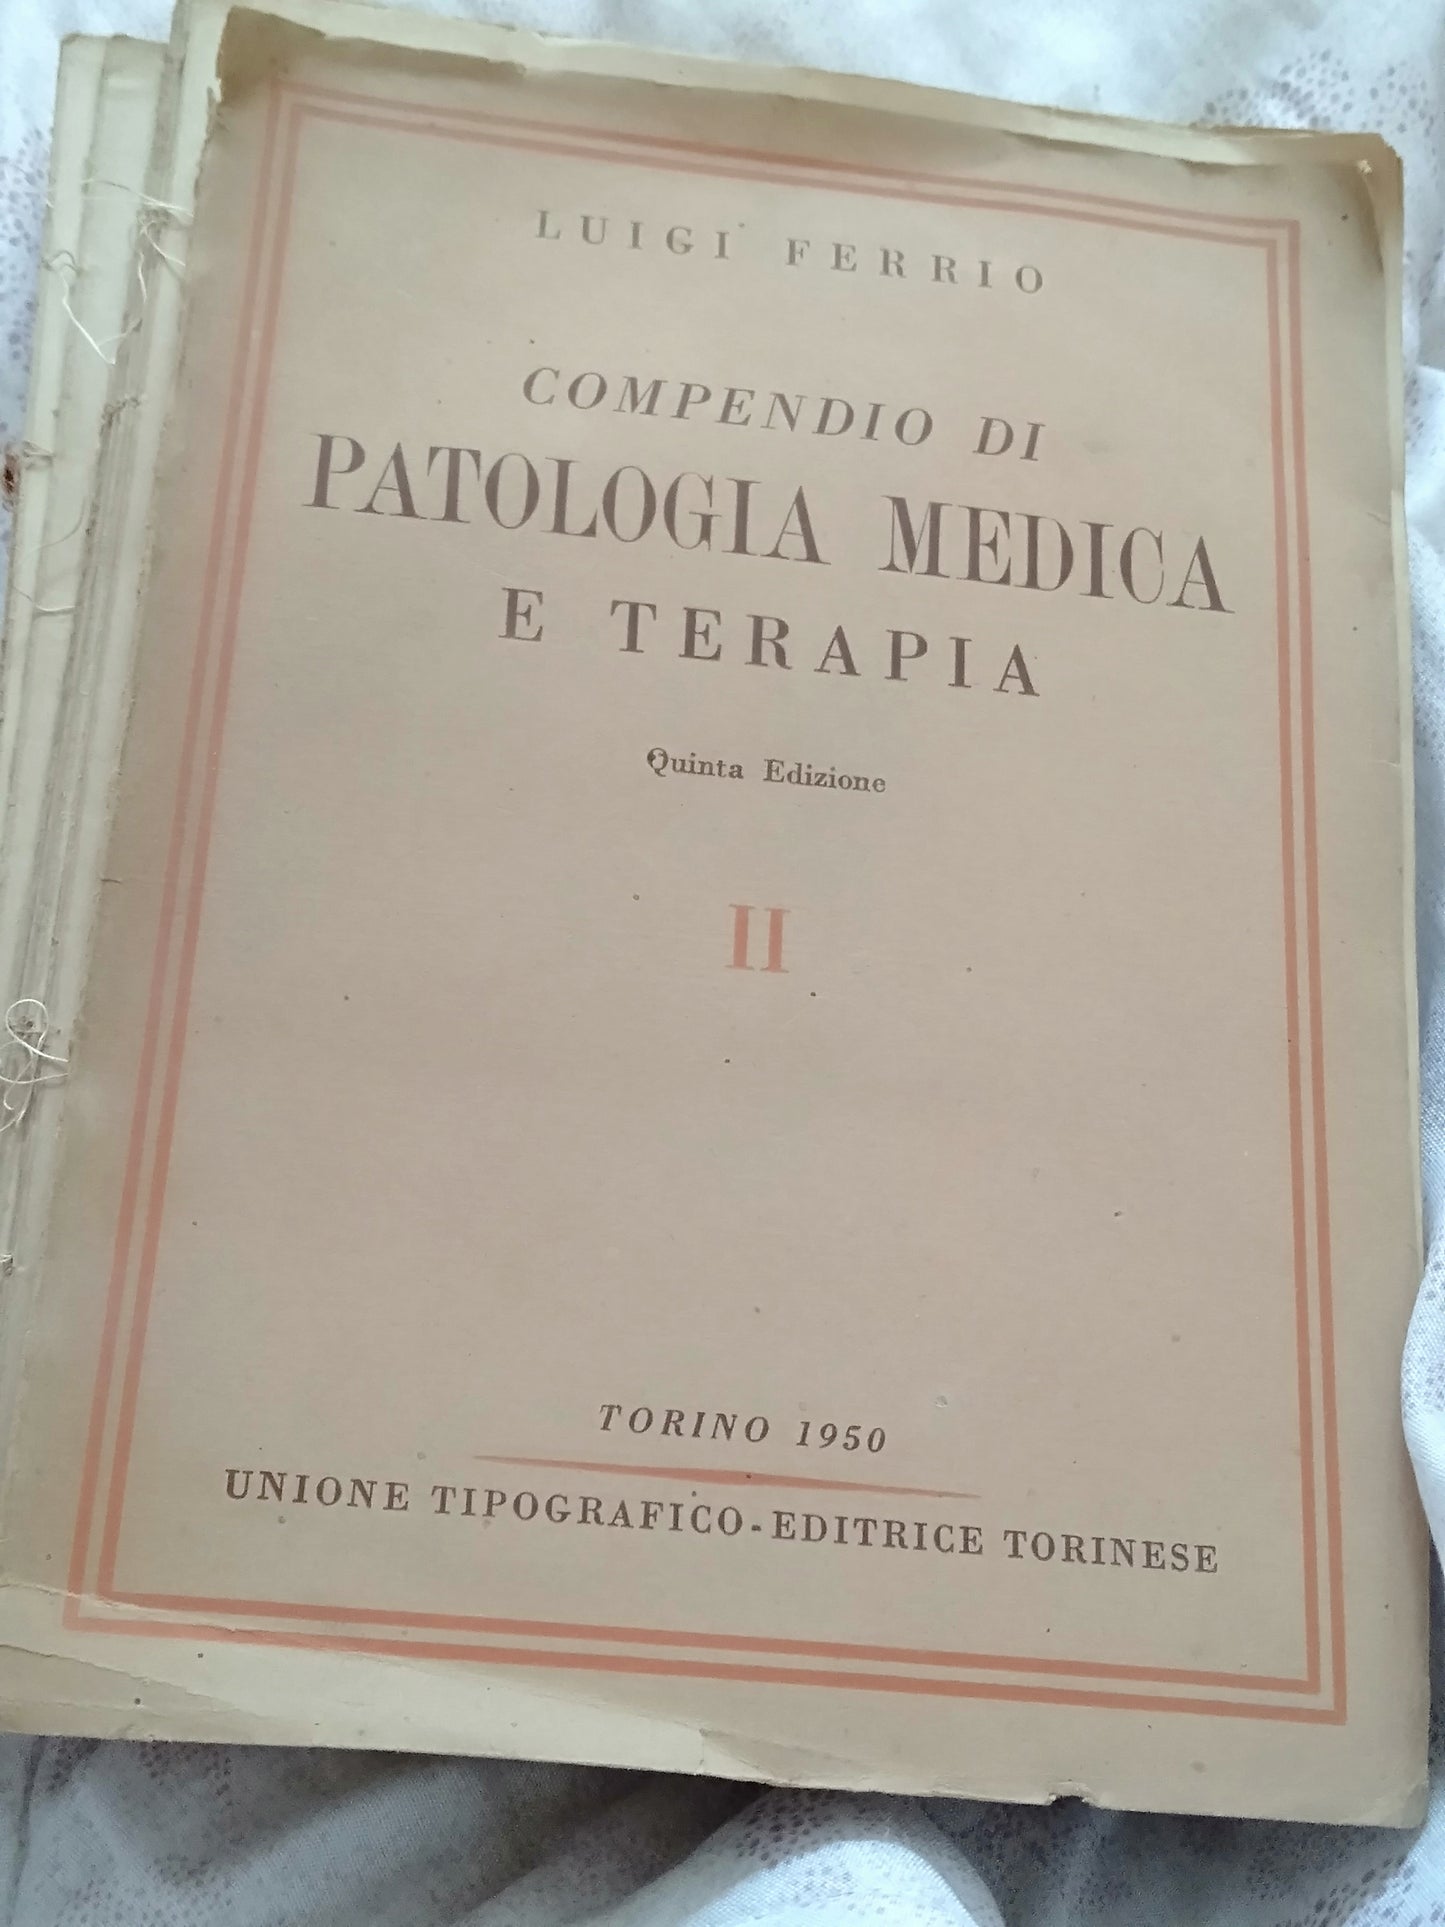 LUIGI FERRIO
COMPENDIO DI
PATOLOGIA MEDICA
E TERAPIA
Quinta Edizione
II
TORINO 1950
UNIONE TIPOGRAFICO-EDITRICE TORINESE